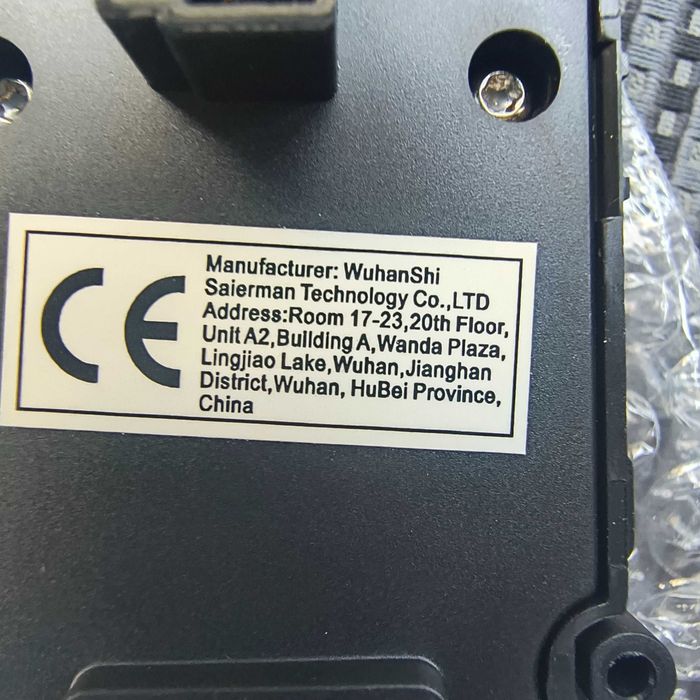 CE
Manufacturer: WuhanShi
Saierman Technology Co.,LTD
Address:Room 17-23,20th Floor,
Unit A2,Building A,Wanda Plaza,
Lingjiao Lake,Wuhan,Jianghan
District,Wuhan, HuBei Province,
China